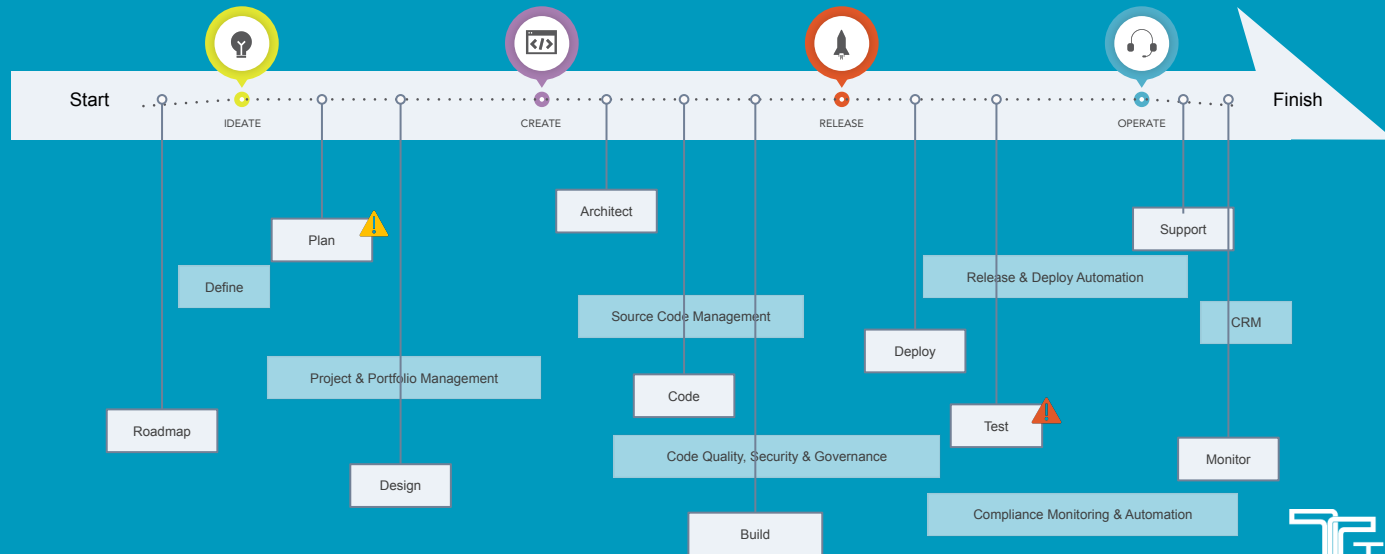 Start
Finish
IDEATE
CREATE
RELEASE
OPERATE
Architect
Support
Plan
Release & Deploy Automation
Define
Source Code Management
CRM
Deploy
Project & Portfolio Management
Code
Test
Roadmap
Code Quality, Security & Governance
Monitor
Design
Compliance Monitoring & Automation
Build